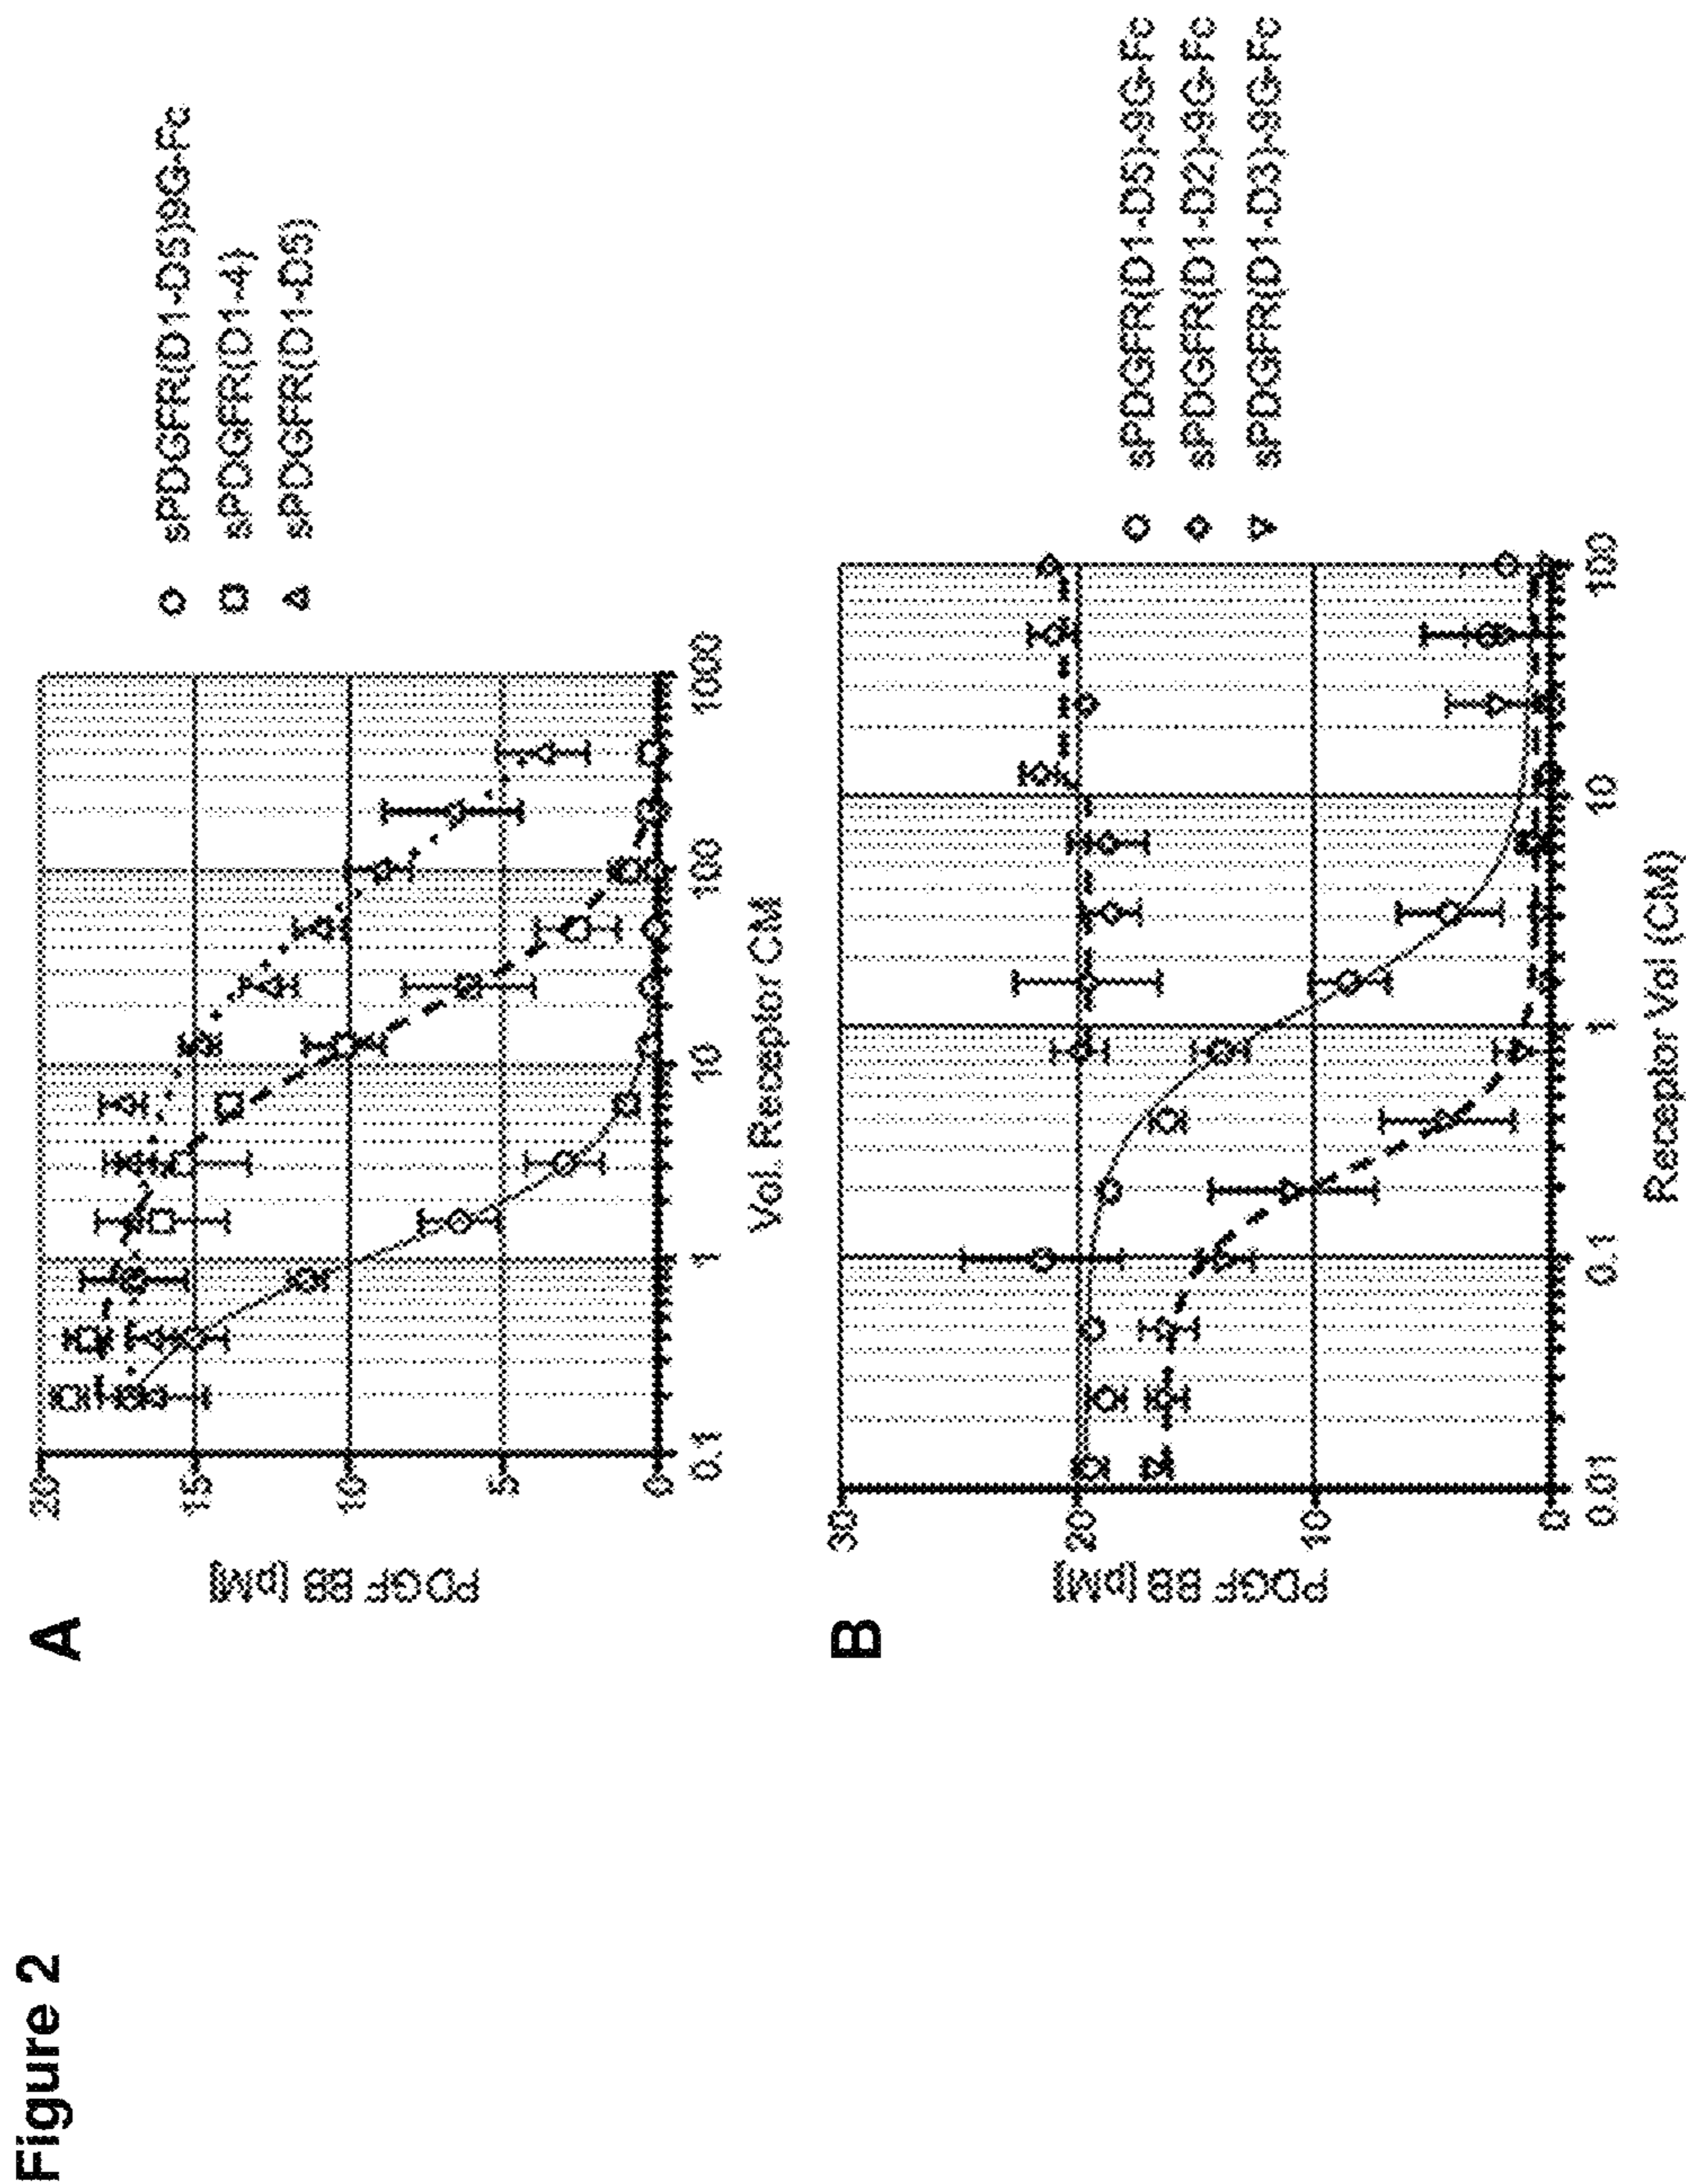 Figure 2
A
PDGF BB [pM]
20
15
10
5
0
0.1
1
10
100
1000
Vol. Receptor CM
sPDGFR(D1-D5)9G-Fc
sPDGFR(D1-4)
sPDGFR(D1-D5)
B
PDGF BB [pM]
30
20
10
0
0.01
0.1
1
10
100
Receptor Vol (CM)
sPDGFR(D1-D5)-9G-Fc
sPDGFR(D1-D2)-9G-Fc
sPDGFR(D1-D3)-9G-Fc